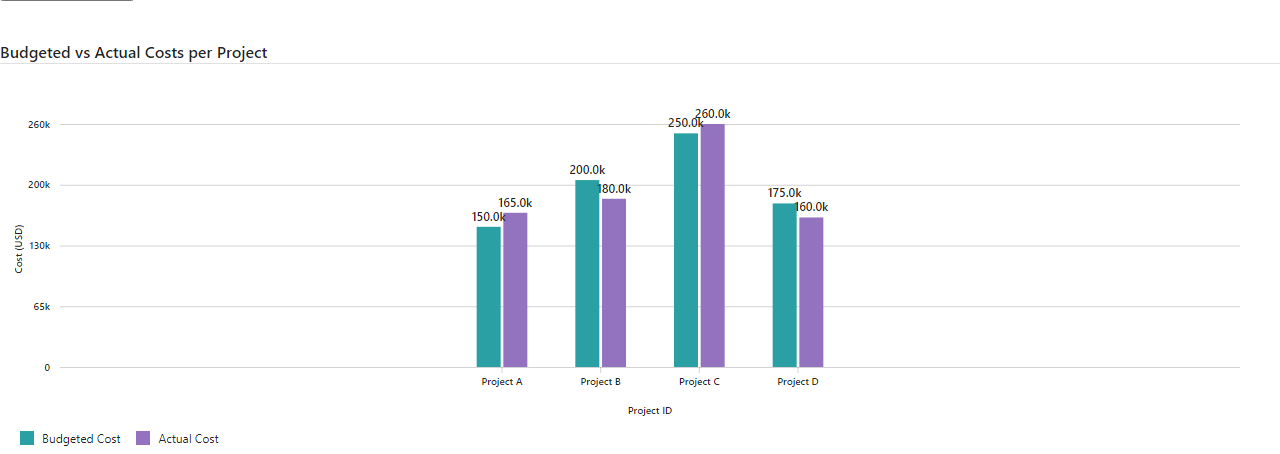 Budgeted vs Actual Costs per Project
260.0k
250.0k
260k
200.0k
200k
180.0k
175.0k
165.0k
160.0k
150.0k
130k
Cost (USD)
65k
0
Project A Project B Project C Project D
Project ID
Budgeted Cost Actual Cost